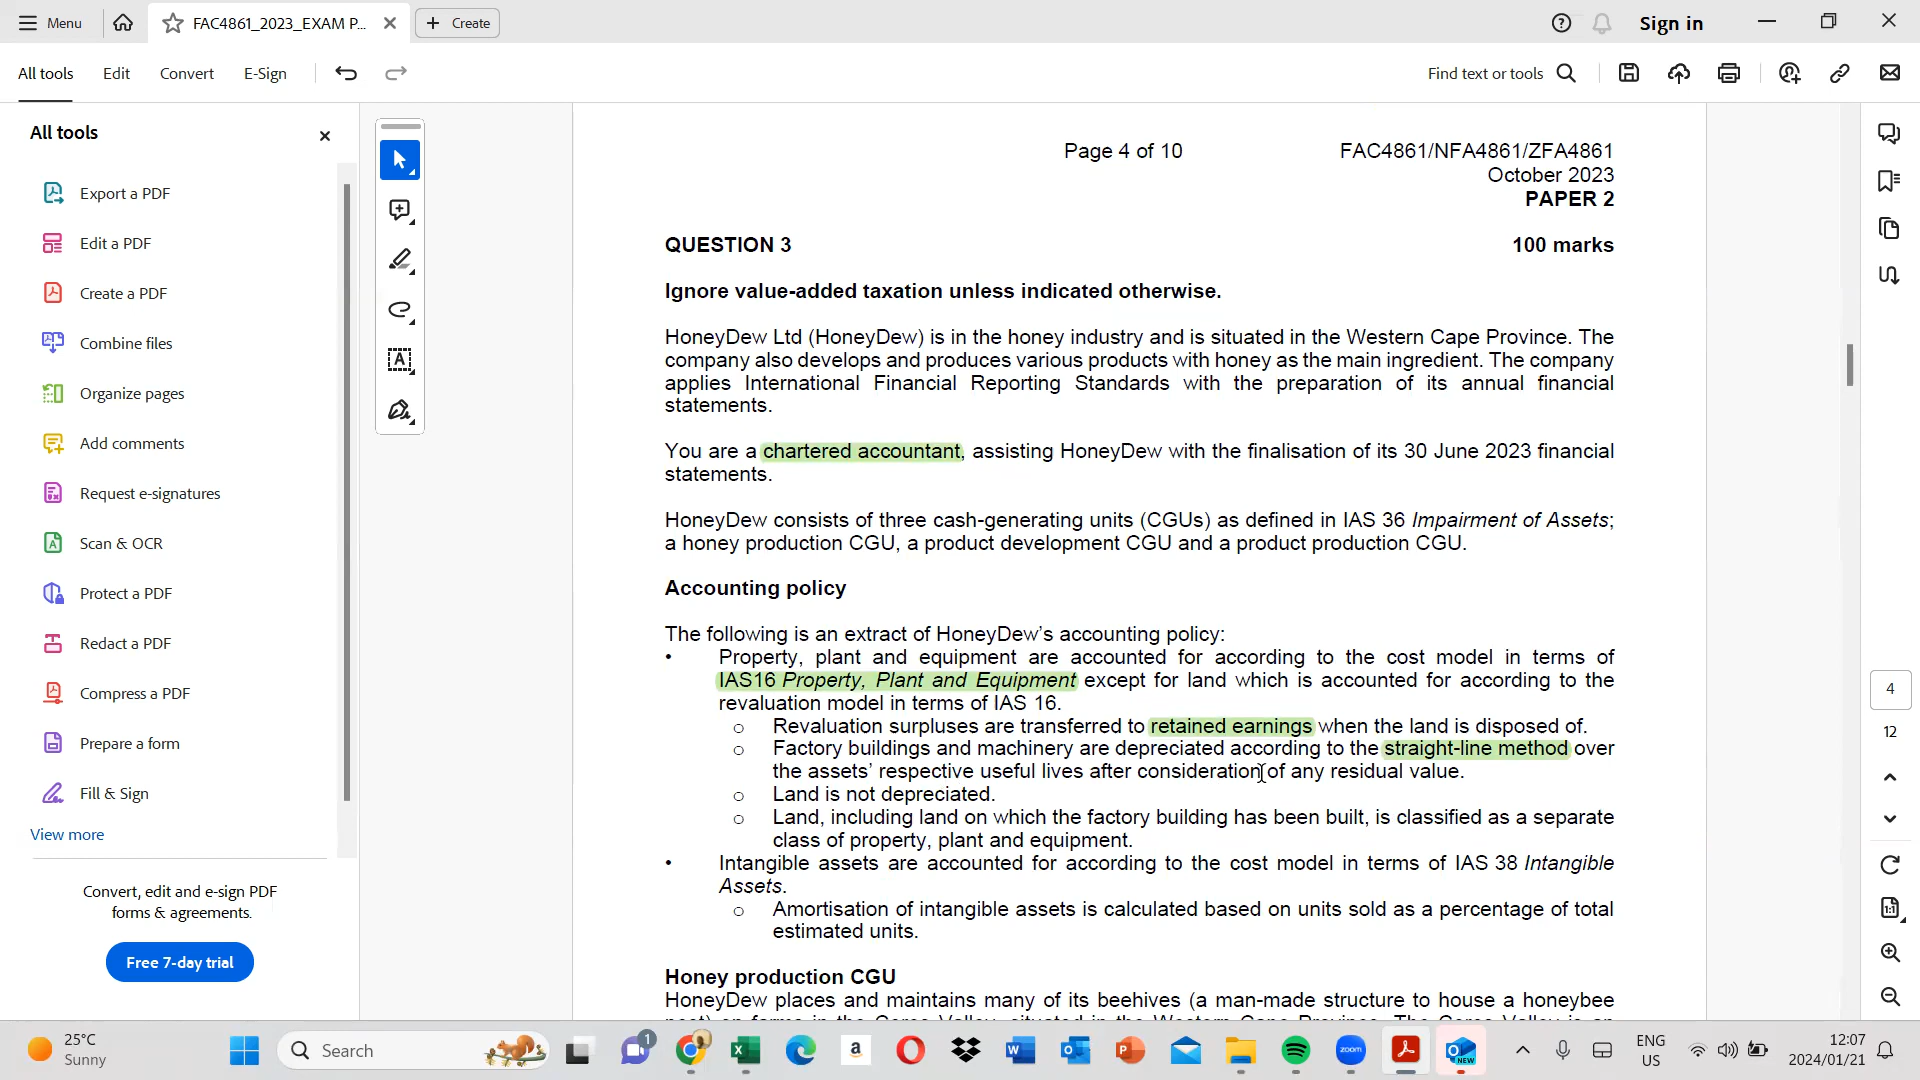 Menu
FAC4861_2023_EXAM P...
Create
Sign in
All tools
Edit
Convert
E-Sign
Find text or tools
All tools
Export a PDF
Edit a PDF
Create a PDF
Combine files
Organize pages
Add comments
Request e-signatures
Scan & OCR
Protect a PDF
Redact a PDF
Compress a PDF
Prepare a form
Fill & Sign
View more
Convert, edit and e-sign PDF
forms & agreements.
Free 7-day trial
Page 4 of 10
FAC4861/NFA4861/ZFA4861
October 2023
PAPER 2
QUESTION 3
100 marks
Ignore value-added taxation unless indicated otherwise.
HoneyDew Ltd (HoneyDew) is in the honey industry and is situated in the Western Cape Province. The
company also develops and produces various products with honey as the main ingredient. The company
applies International Financial Reporting Standards with the preparation of its annual financial
statements.
You are a chartered accountant, assisting HoneyDew with the finalisation of its 30 June 2023 financial
statements.
HoneyDew consists of three cash-generating units (CGUs) as defined in IAS 36 Impairment of Assets;
a honey production CGU, a product development CGU and a product production CGU.
Accounting policy
The following is an extract of HoneyDew's accounting policy:
• Property, plant and equipment are accounted for according to the cost model in terms of
IAS16 Property, Plant and Equipment except for land which is accounted for according to the
revaluation model in terms of IAS 16.
o Revaluation surpluses are transferred to retained earnings when the land is disposed of.
o Factory buildings and machinery are depreciated according to the straight-line method over
the assets' respective useful lives after consideration of any residual value.
o Land is not depreciated.
o Land, including land on which the factory building has been built, is classified as a separate
class of property, plant and equipment.
• Intangible assets are accounted for according to the cost model in terms of IAS 38 Intangible
Assets.
o Amortisation of intangible assets is calculated based on units sold as a percentage of total
estimated units.
Honey production CGU
HoneyDew places and maintains many of its beehives (a man-made structure to house a honeybee
4
12
25°C
Sunny
Search
1
a
zoom
NEW
ENG
US
12:07
2024/01/21